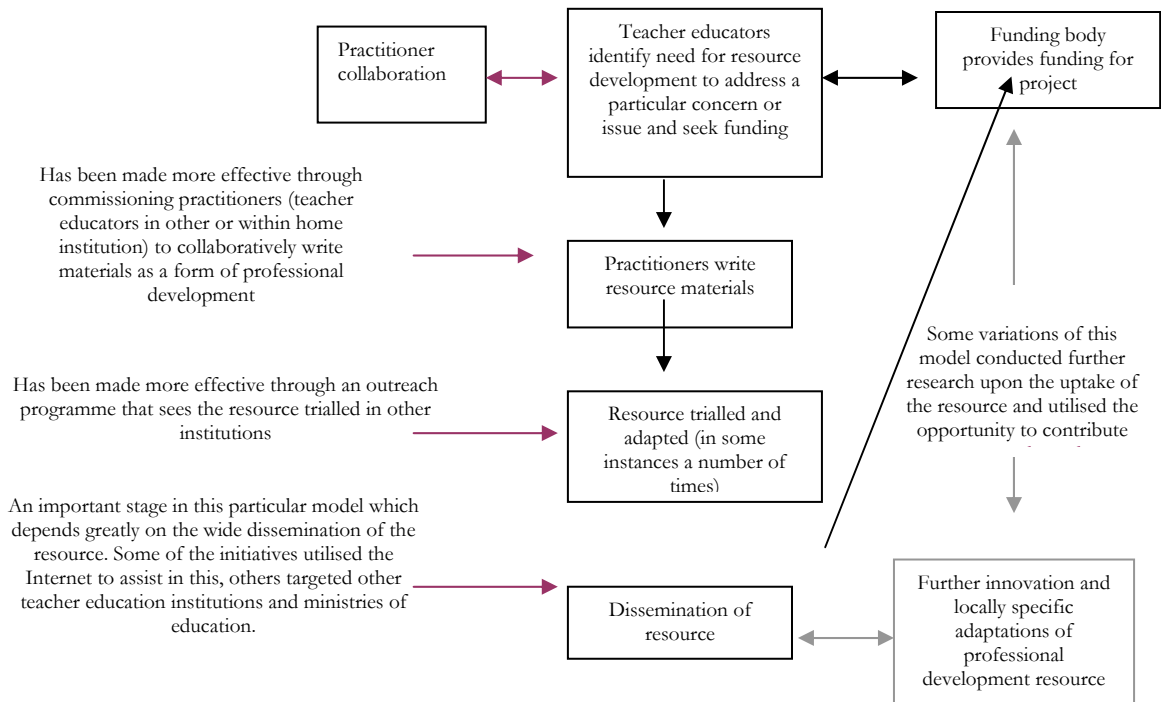 Practitioner
collaboration
Teacher educators
identify need for resource
development to address a
particular concern or
issue and seek funding
Funding body
provides funding for
project
Has been made more effective through
commissioning practitioners (teacher
educators in other or within home
institution) to collaboratively write
materials as a form of professional
development
Practitioners write
resource materials
Some variations of this
model conducted further
research upon the uptake of
the resource and utilised the
opportunity to contribute
Has been made more effective through an outreach
programme that sees the resource trialled in other
institutions
Resource trialled and
adapted (in some
instances a number of
times)
An important stage in this particular model which
depends greatly on the wide dissemination of the
resource. Some of the initiatives utilised the
Internet to assist in this, others targeted other
teacher education institutions and ministries of
education.
Dissemination of
resource
Further innovation and
locally specific
adaptations of
professional
development resource